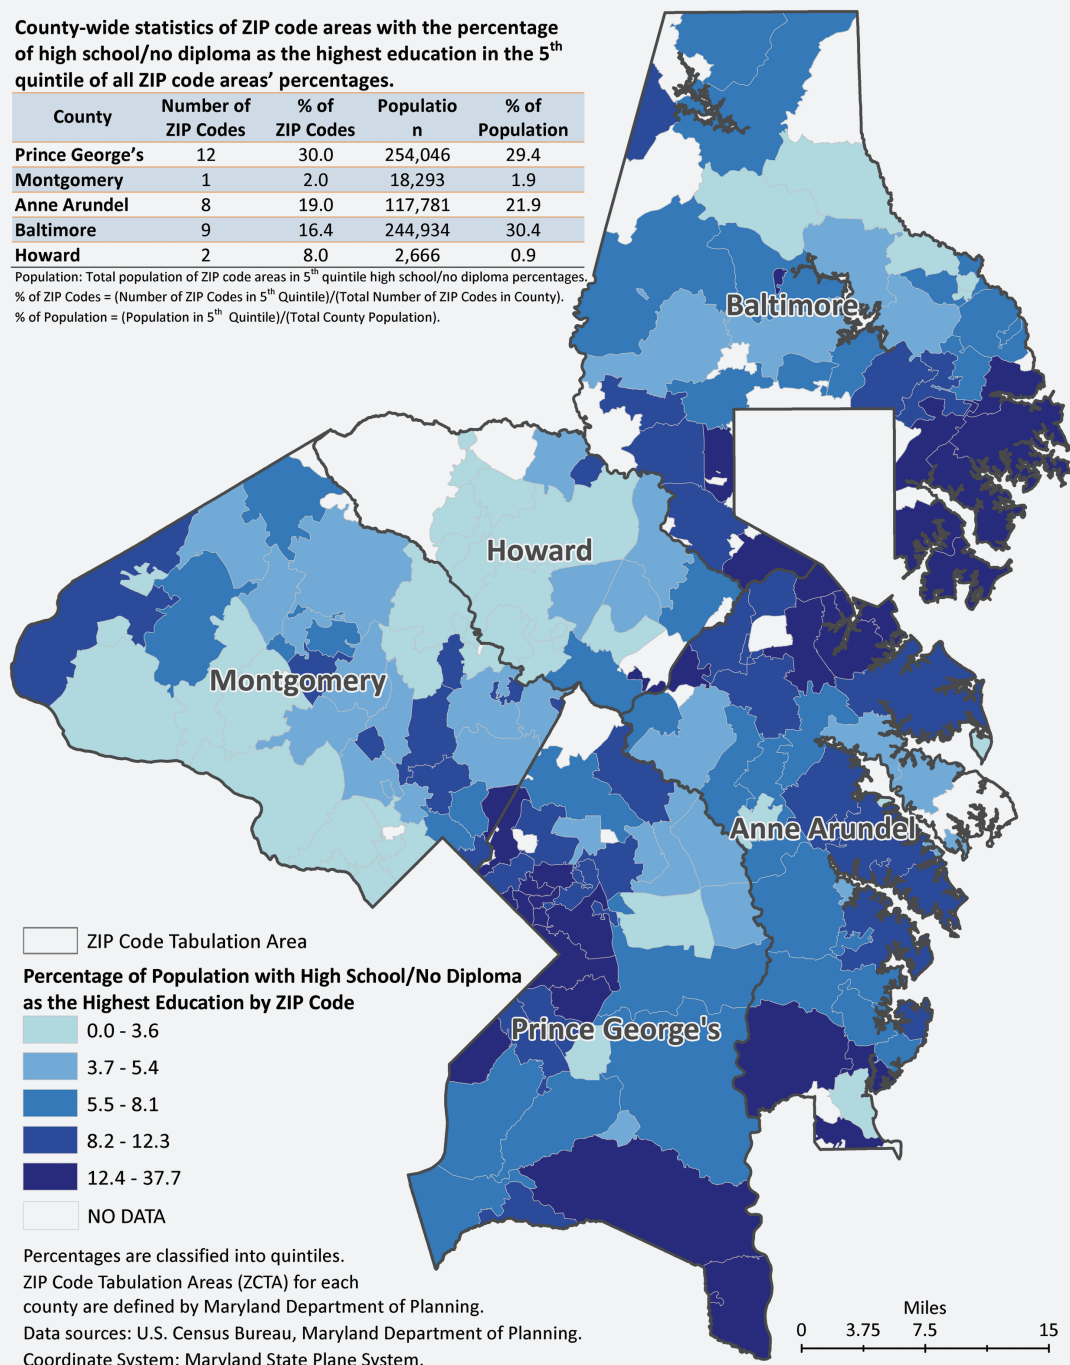 County-wide statistics of ZIP code areas with the percentage
of high school/no diploma as the highest education in the 5th
quintile of all ZIP code areas’ percentages.
County Number of ZIP Codes % of ZIP Codes Populatio n % of Population
Prince George’s 12 30.0 254,046 29.4
Montgomery 1 2.0 18,293 1.9
Anne Arundel 8 19.0 117,781 21.9
Baltimore 9 16.4 244,934 30.4
Howard 2 8.0 2,666 0.9
Population: Total population of ZIP code areas in 5th quintile high school/no diploma percentages.
% of ZIP Codes = (Number of ZIP Codes in 5th Quintile)/(Total Number of ZIP Codes in County).
% of Population = (Population in 5th Quintile)/(Total County Population).
Baltimore
Howard
Montgomery
Anne Arundel
Prince George's
ZIP Code Tabulation Area
Percentage of Population with High School/No Diploma
as the Highest Education by ZIP Code
0.0 - 3.6
3.7 - 5.4
5.5 - 8.1
8.2 - 12.3
12.4 - 37.7
NO DATA
Percentages are classified into quintiles.
ZIP Code Tabulation Areas (ZCTA) for each
county are defined by Maryland Department of Planning.
Data sources: U.S. Census Bureau, Maryland Department of Planning.
Coordinate System: Maryland State Plane System.
Miles
0 3.75 7.5 15